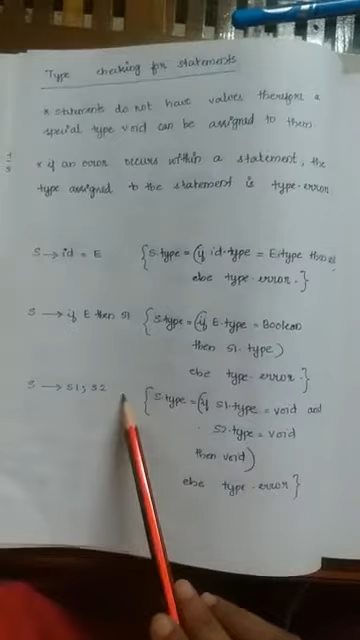 Type checking for statements
* statements do not have values therefore a
special type void can be assigned to them.
* if an error occurs within a statement, the
type assigned to the statement is type-error
S → id = E {S.type = (if id.type = E.type then
else type-error.}
S → if E then S1 {S.type = (if E.type = Boolean
then S1.type)
else type-error.}
S → S1; S2 {S.type = (if S1.type = void and
S2.type = void
then void)
else type-error}